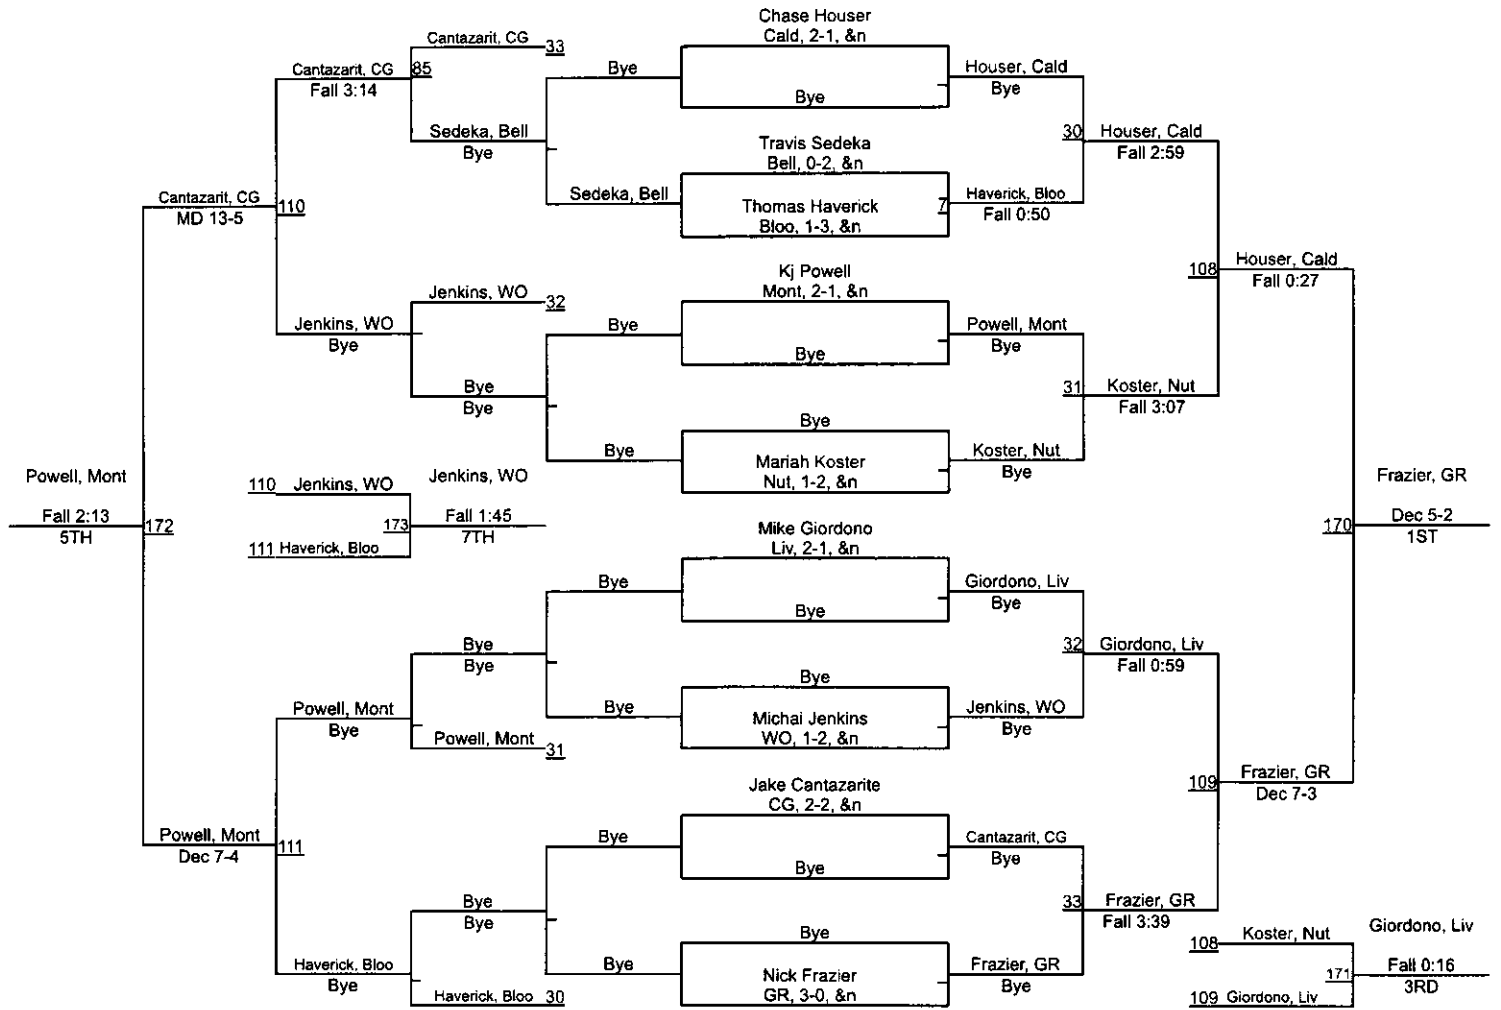 Chase Houser
Cald, 2-1, &n
Cantazarit, CG 33
Cantazarit, CG 85
Fall 3:14
Bye
Houser, Cald
Bye
Bye
Sedeka, Bell
Bye
30 Houser, Cald
Fall 2:59
Travis Sedeka
Bell, 0-2, &n
Cantazarit, CG 110
MD 13-5
Sedeka, Bell
Thomas Haverick 7
Bloo, 1-3, &n
Haverick, Bloo
Fall 0:50
108 Houser, Cald
Fall 0:27
Kj Powell
Mont, 2-1, &n
Jenkins, WO 32
Jenkins, WO
Bye
Bye
Powell, Mont
Bye
Bye
Bye
Bye
31 Koster, Nut
Fall 3:07
Bye
Bye
Mariah Koster
Nut, 1-2, &n
Koster, Nut
Bye
Powell, Mont
Fall 2:13 172
5TH
110 Jenkins, WO
111 Haverick, Bloo
Jenkins, WO
173 Fall 1:45
7TH
Frazier, GR
170 Dec 5-2
1ST
Mike Giordono
Liv, 2-1, &n
Bye
Bye
Giordono, Liv
Bye
Bye
Bye
32 Giordono, Liv
Fall 0:59
Powell, Mont
Bye
Bye
Bye
Michai Jenkins
WO, 1-2, &n
Jenkins, WO
Bye
Powell, Mont 31
109 Frazier, GR
Dec 7-3
Jake Cantazarite
CG, 2-2, &n
Powell, Mont 111
Dec 7-4
Bye
Bye
Cantazarit, CG
Bye
Bye
Bye
33 Frazier, GR
Fall 3:39
Haverick, Bloo
Bye
Haverick, Bloo 30
Bye
Bye
Nick Frazier
GR, 3-0, &n
Frazier, GR
Bye
108 Koster, Nut
109 Giordono, Liv
Giordono, Liv
171 Fall 0:16
3RD